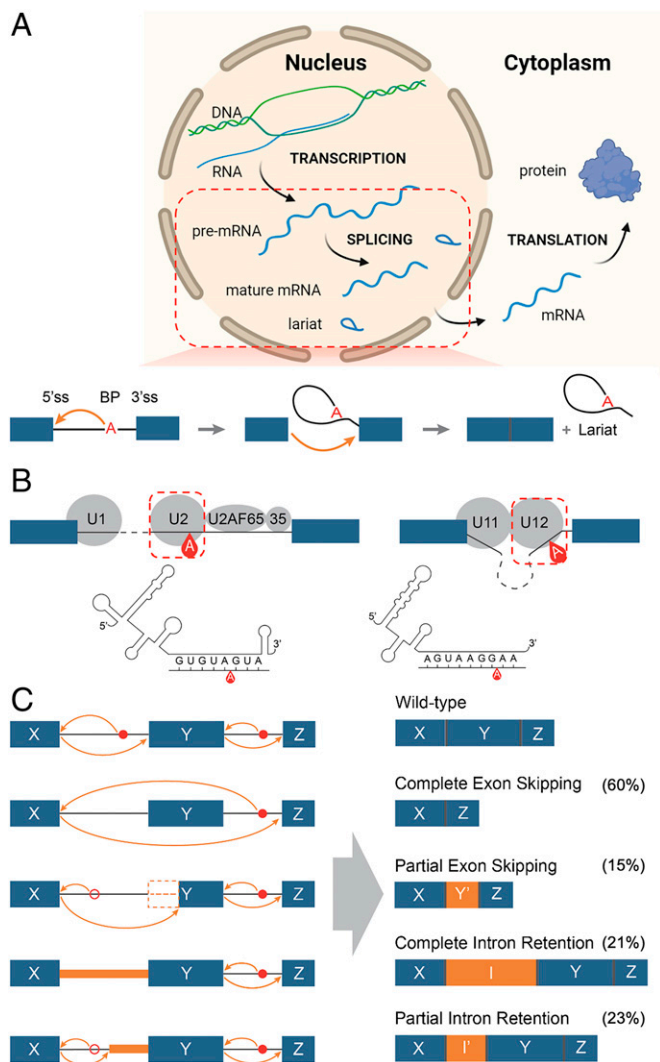 A
Nucleus
Cytoplasm
DNA
RNA
TRANSCRIPTION
protein
pre-mRNA
SPLICING
TRANSLATION
mature mRNA
mRNA
lariat
5'ss BP 3'ss
A
A
A
+ Lariat
B
U1 U2 U2AF65 35
A
U11 U12
A
5'
3'
GUGUAGUA
A
5'
3'
AGUAAGGAA
A
C
X Y Z
Wild-type
X Y Z
X Y Z
Complete Exon Skipping (60%)
X Z
X Y Z
Partial Exon Skipping (15%)
X Y' Z
X Y Z
Complete Intron Retention (21%)
X I Y Z
X Y Z
Partial Intron Retention (23%)
X I' Y Z